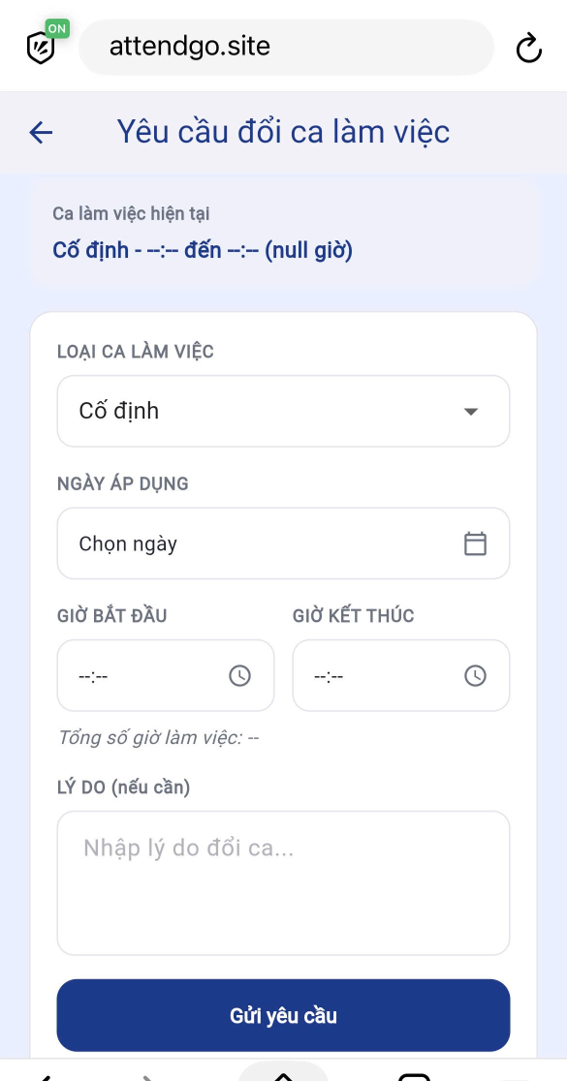 ON
attendgo.site
Yêu cầu đổi ca làm việc
Ca làm việc hiện tại
Cố định - --:-- đến --:-- (null giờ)
LOẠI CA LÀM VIỆC
Cố định
NGÀY ÁP DỤNG
Chọn ngày
GIỜ BẮT ĐẦU GIỜ KẾT THÚC
--:-- --:--
Tổng số giờ làm việc: --
LÝ DO (nếu cần)
Nhập lý do đổi ca...
Gửi yêu cầu